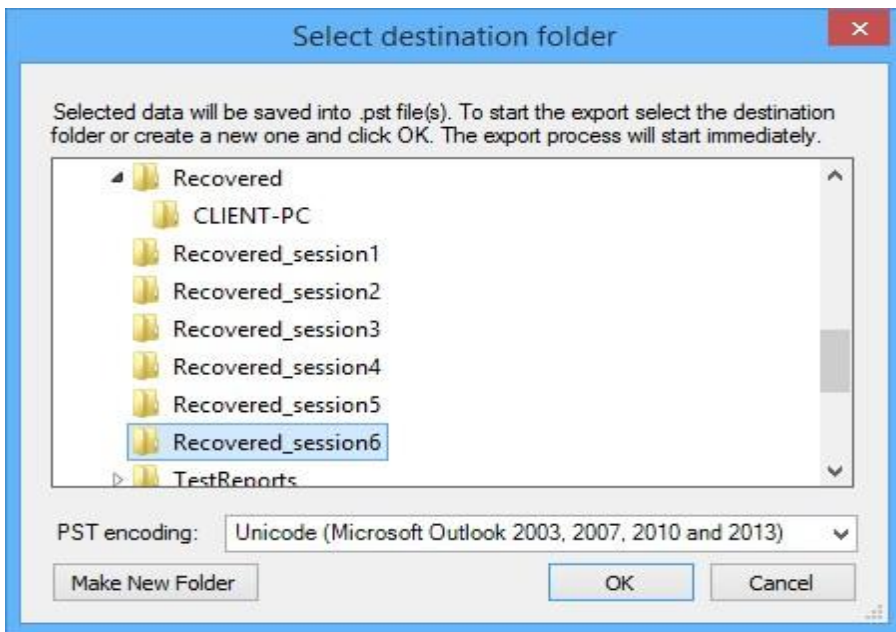 Select destination folder
Selected data will be saved into .pst file(s). To start the export select the destination
folder or create a new one and click OK. The export process will start immediately.
Recovered
CLIENT-PC
Recovered_session1
Recovered_session2
Recovered_session3
Recovered_session4
Recovered_session5
Recovered_session6
TestReports
PST encoding: Unicode (Microsoft Outlook 2003, 2007, 2010 and 2013)
Make New Folder OK Cancel